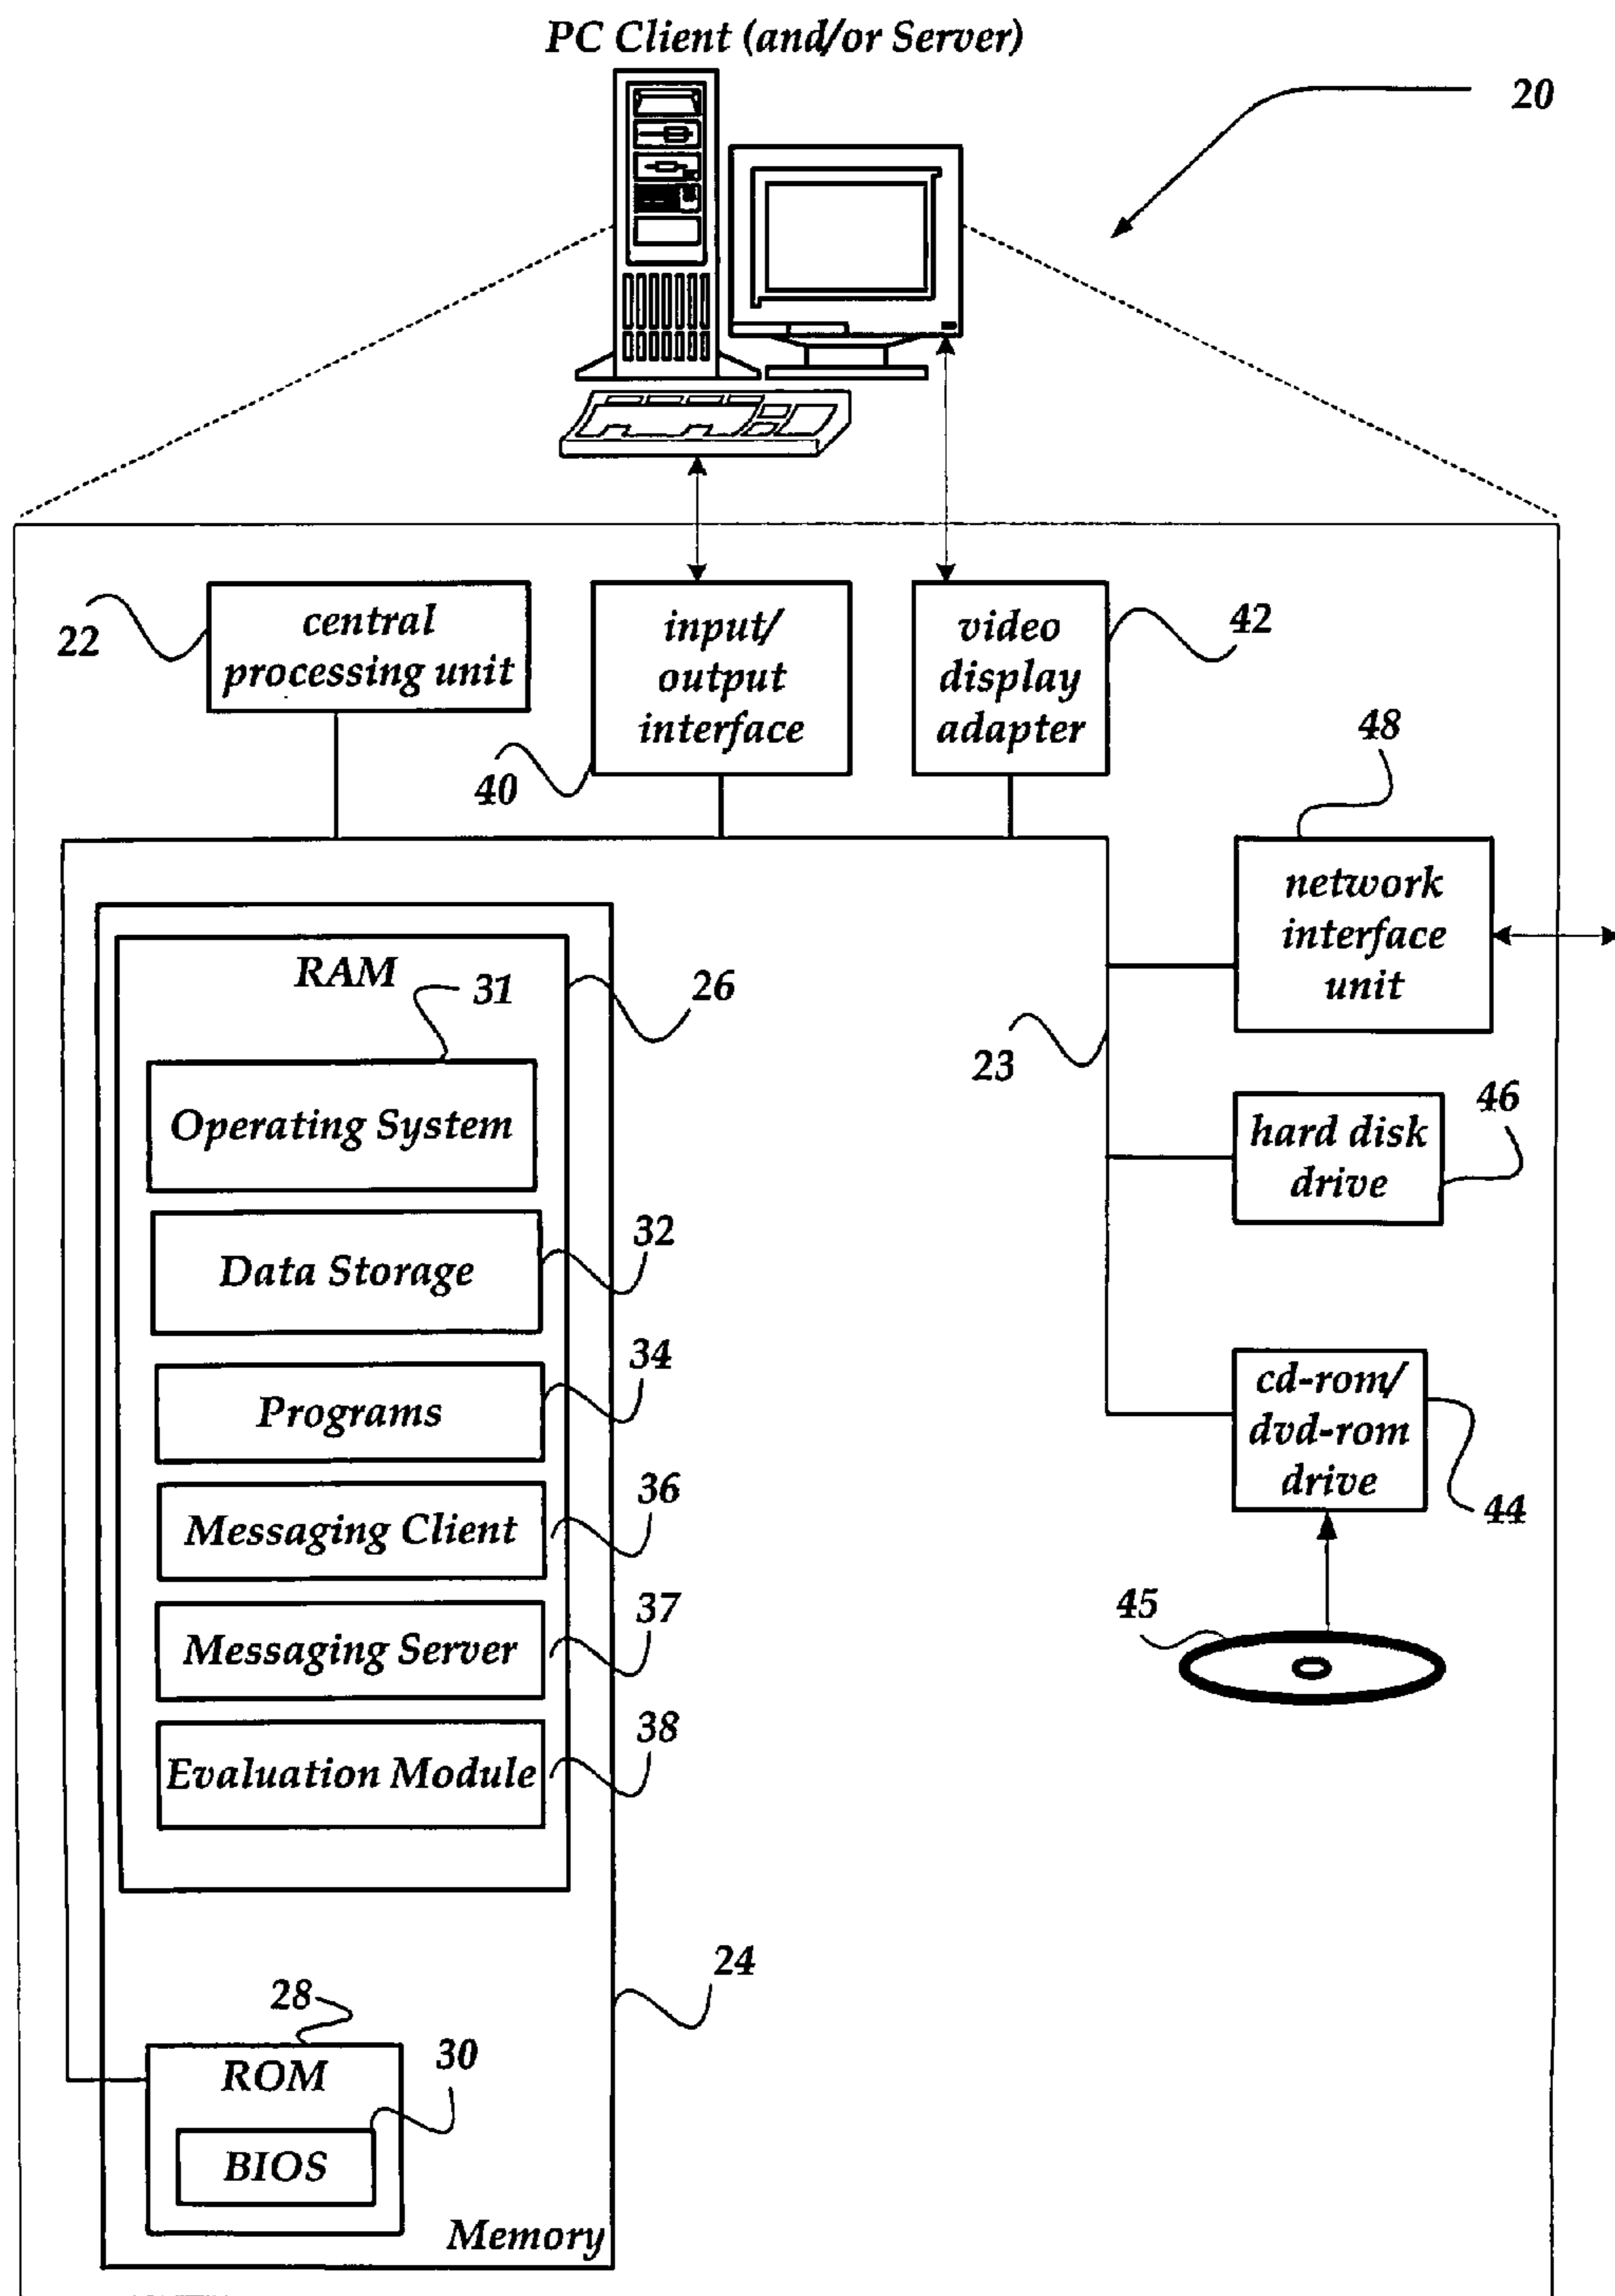 PC Client (and/or Server)
20
22
central
processing unit
input/
output
interface
40
video
display
adapter
42
48
network
interface
unit
23
RAM
31
26
Operating System
hard disk
drive
46
Data Storage
32
Programs
34
cd-rom/
dvd-rom
drive
44
Messaging Client
36
45
Messaging Server
37
Evaluation Module
38
24
28
ROM
30
BIOS
Memory